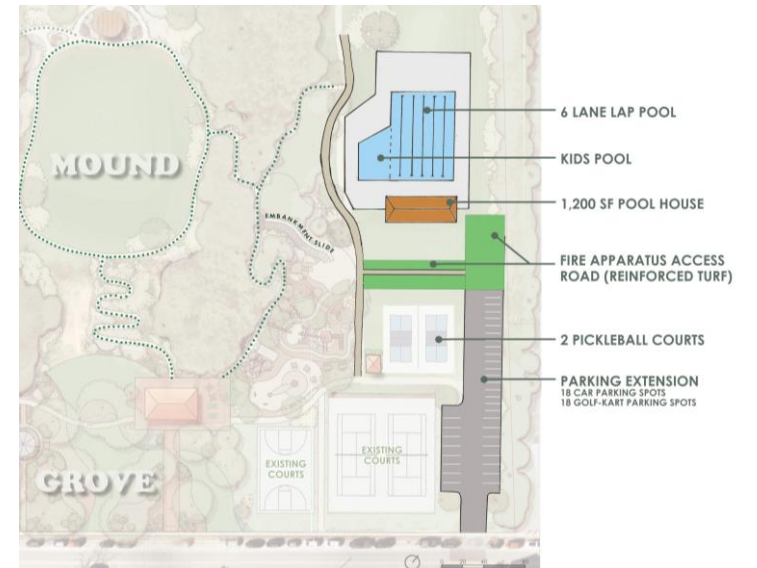 6 LANE LAP POOL
KIDS POOL
MOUND
1,200 SF POOL HOUSE
EMBANKMENT SLIDE
FIRE APPARATUS ACCESS
ROAD (REINFORCED TURF)
2 PICKLEBALL COURTS
PARKING EXTENSION
18 CAR PARKING SPOTS
18 GOLF-KART PARKING SPOTS
EXISTING
COURTS
EXISTING
COURTS
GROVE